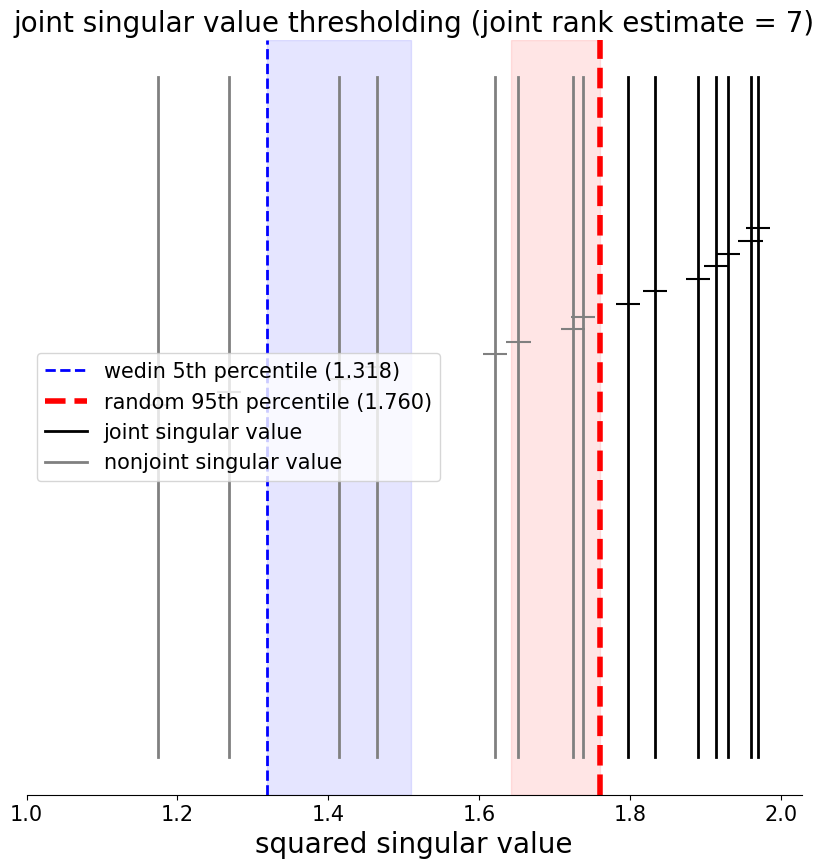 joint singular value thresholding (joint rank estimate = 7)
wedin 5th percentile (1.318)
random 95th percentile (1.760)
joint singular value
nonjoint singular value
1.0 1.2 1.4 1.6 1.8 2.0
squared singular value